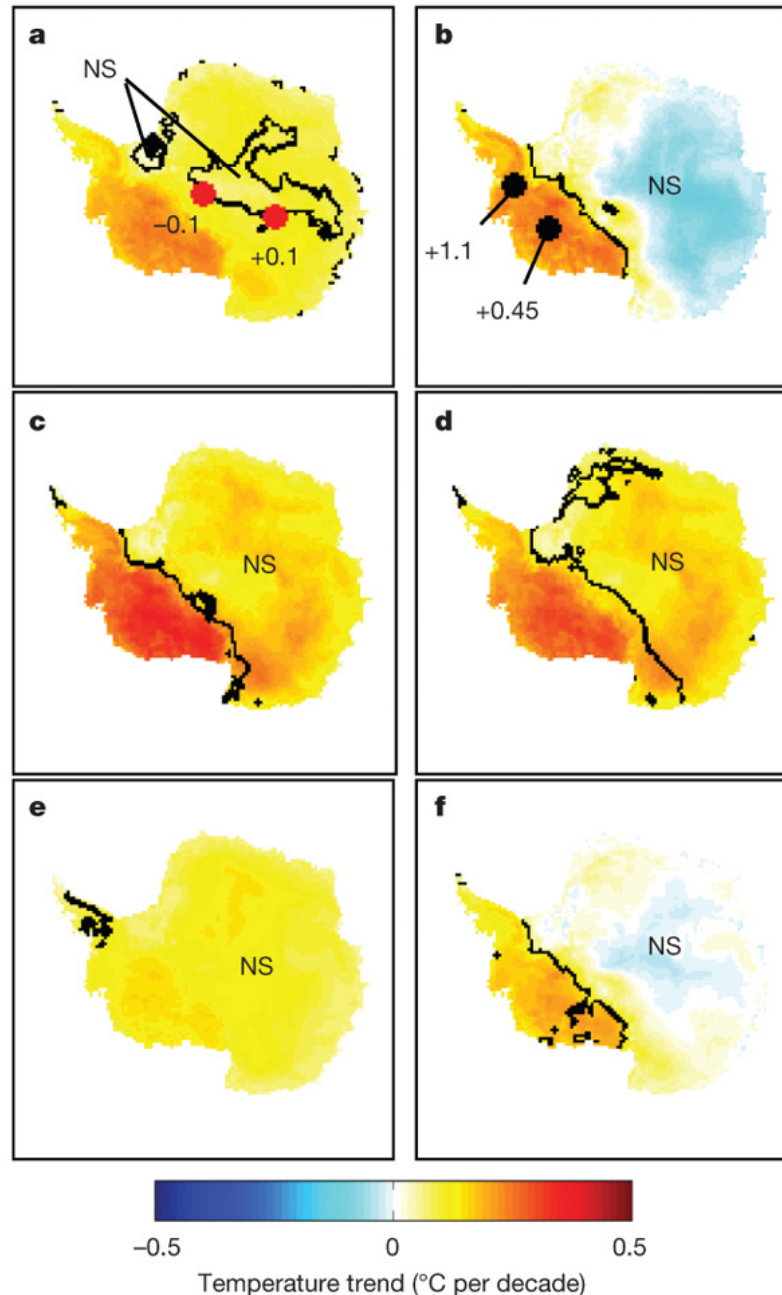 a
NS
−0.1
+0.1
b
NS
+1.1
+0.45
c
NS
d
NS
e
NS
f
NS
−0.5 0 0.5
Temperature trend (°C per decade)